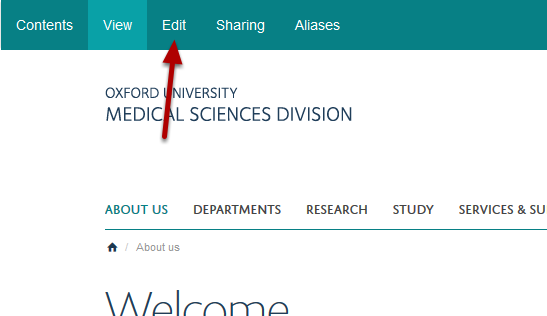 Contents View Edit Sharing Aliases
OXFORD UNIVERSITY
MEDICAL SCIENCES DIVISION
ABOUT US DEPARTMENTS RESEARCH STUDY SERVICES & SU
/ About us
Welcome